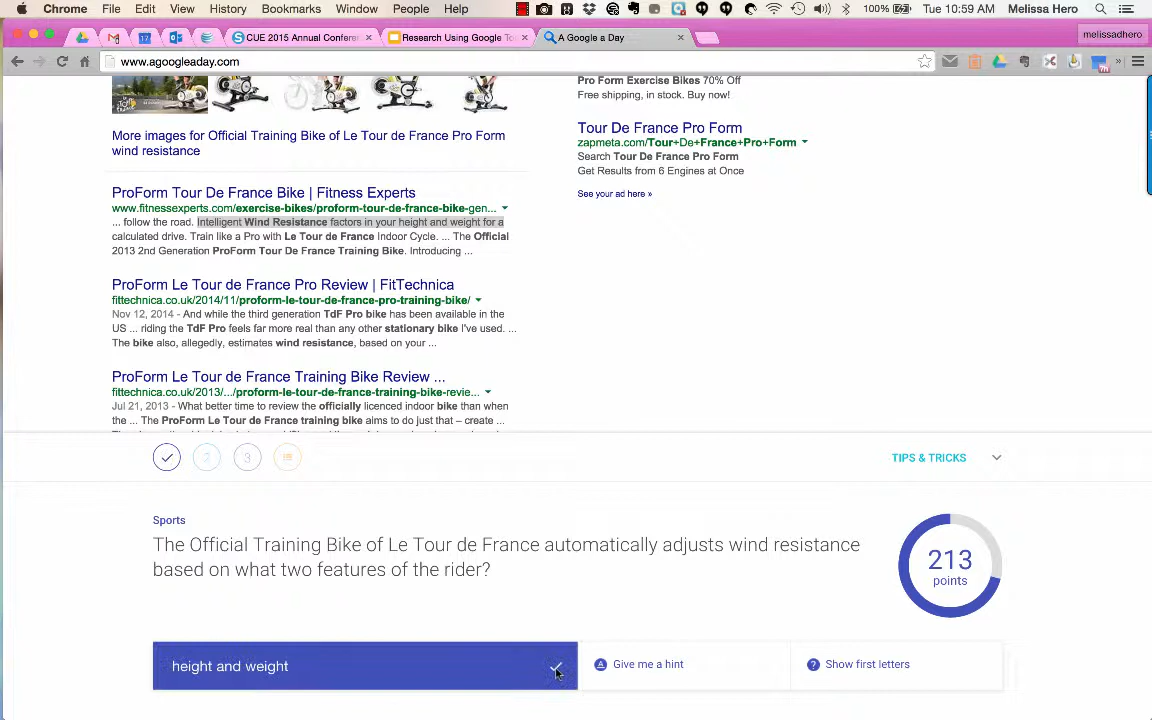 Chrome File Edit View History Bookmarks Window People Help 100% Tue 10:59 AM Melissa Hero
SCUE 2015 Annual Conferen × Research Using Google To × A Google a Day × melissadhero
www.agoogleaday.com
More images for Official Training Bike of Le Tour de France Pro Form
wind resistance
ProForm Tour De France Bike | Fitness Experts
www.fitnessexperts.com/exercise-bikes/proform-tour-de-france-bike-gen...
... follow the road. Intelligent Wind Resistance factors in your height and weight for a
calculated drive. Train like a Pro with Le Tour de France Indoor Cycle. ... The Official
2013 2nd Generation ProForm Tour De France Training Bike. Introducing ...
ProForm Le Tour de France Pro Review | FitTechnica
fittechnica.co.uk/2014/11/proform-le-tour-de-france-pro-training-bike/
Nov 12, 2014 - And while the third generation TdF Pro bike has been available in the
US ... riding the TdF Pro feels far more real than any other stationary bike I've used. ...
The bike also, allegedly, estimates wind resistance, based on your ...
ProForm Le Tour de France Training Bike Review ...
fittechnica.co.uk/2013/.../proform-le-tour-de-france-training-bike-revie...
Jul 21, 2013 - What better time to review the officially licenced indoor bike than when
the ... The ProForm Le Tour de France training bike aims to do just that – create ...
Pro Form Exercise Bikes 70% Off
Free shipping, in stock. Buy now!
Tour De France Pro Form
zapmeta.com/Tour+De+France+Pro+Form
Search Tour De France Pro Form
Get Results from 6 Engines at Once
See your ad here »
2 3
TIPS & TRICKS
Sports
The Official Training Bike of Le Tour de France automatically adjusts wind resistance
based on what two features of the rider?
213
points
height and weight
Give me a hint
Show first letters